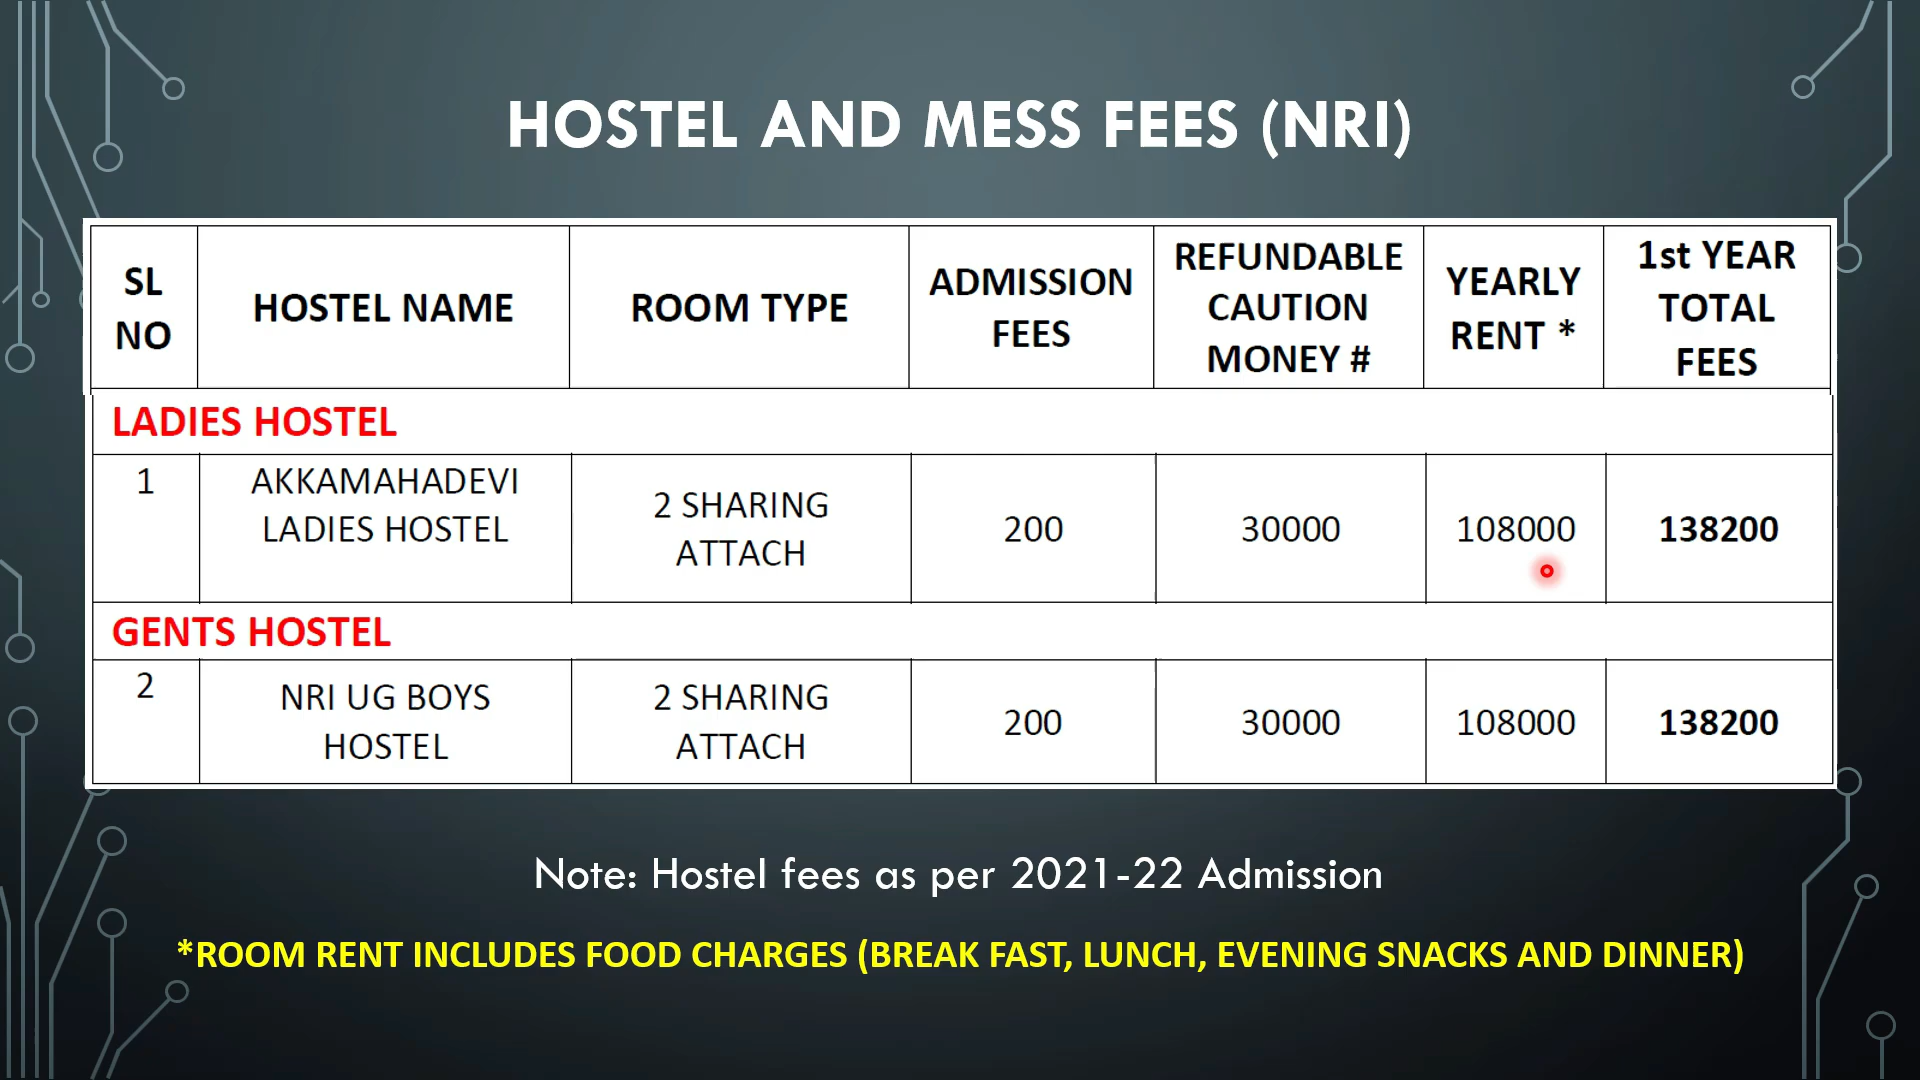 HOSTEL AND MESS FEES (NRI)
SL NO HOSTEL NAME ROOM TYPE ADMISSION FEES REFUNDABLE CAUTION MONEY # YEARLY RENT * 1st YEAR TOTAL FEES
LADIES HOSTEL
1 AKKAMAHADEVI LADIES HOSTEL 2 SHARING ATTACH 200 30000 108000 138200
GENTS HOSTEL
2 NRI UG BOYS HOSTEL 2 SHARING ATTACH 200 30000 108000 138200
Note: Hostel fees as per 2021-22 Admission
*ROOM RENT INCLUDES FOOD CHARGES (BREAK FAST, LUNCH, EVENING SNACKS AND DINNER)